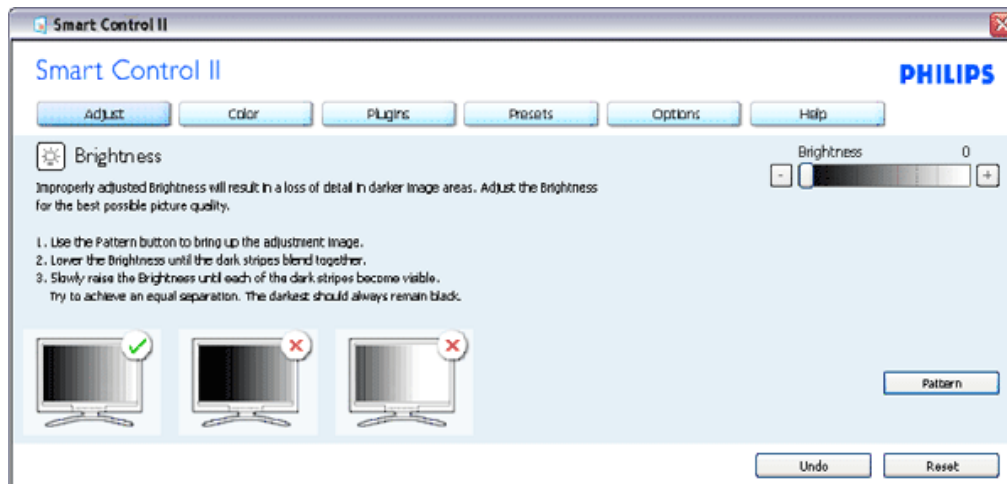 Smart Control II
Smart Control II
PHILIPS
Adjust Color Plugins Presets Options Help
Brightness
Brightness 0
- +
Improperly adjusted Brightness will result in a loss of detail in darker image areas. Adjust the Brightness
for the best possible picture quality.
1. Use the Pattern button to bring up the adjustment image.
2. Lower the Brightness until the dark stripes blend together.
3. Slowly raise the Brightness until each of the dark stripes become visible.
Try to achieve an equal separation. The darkest should always remain black.
Pattern
Undo Reset